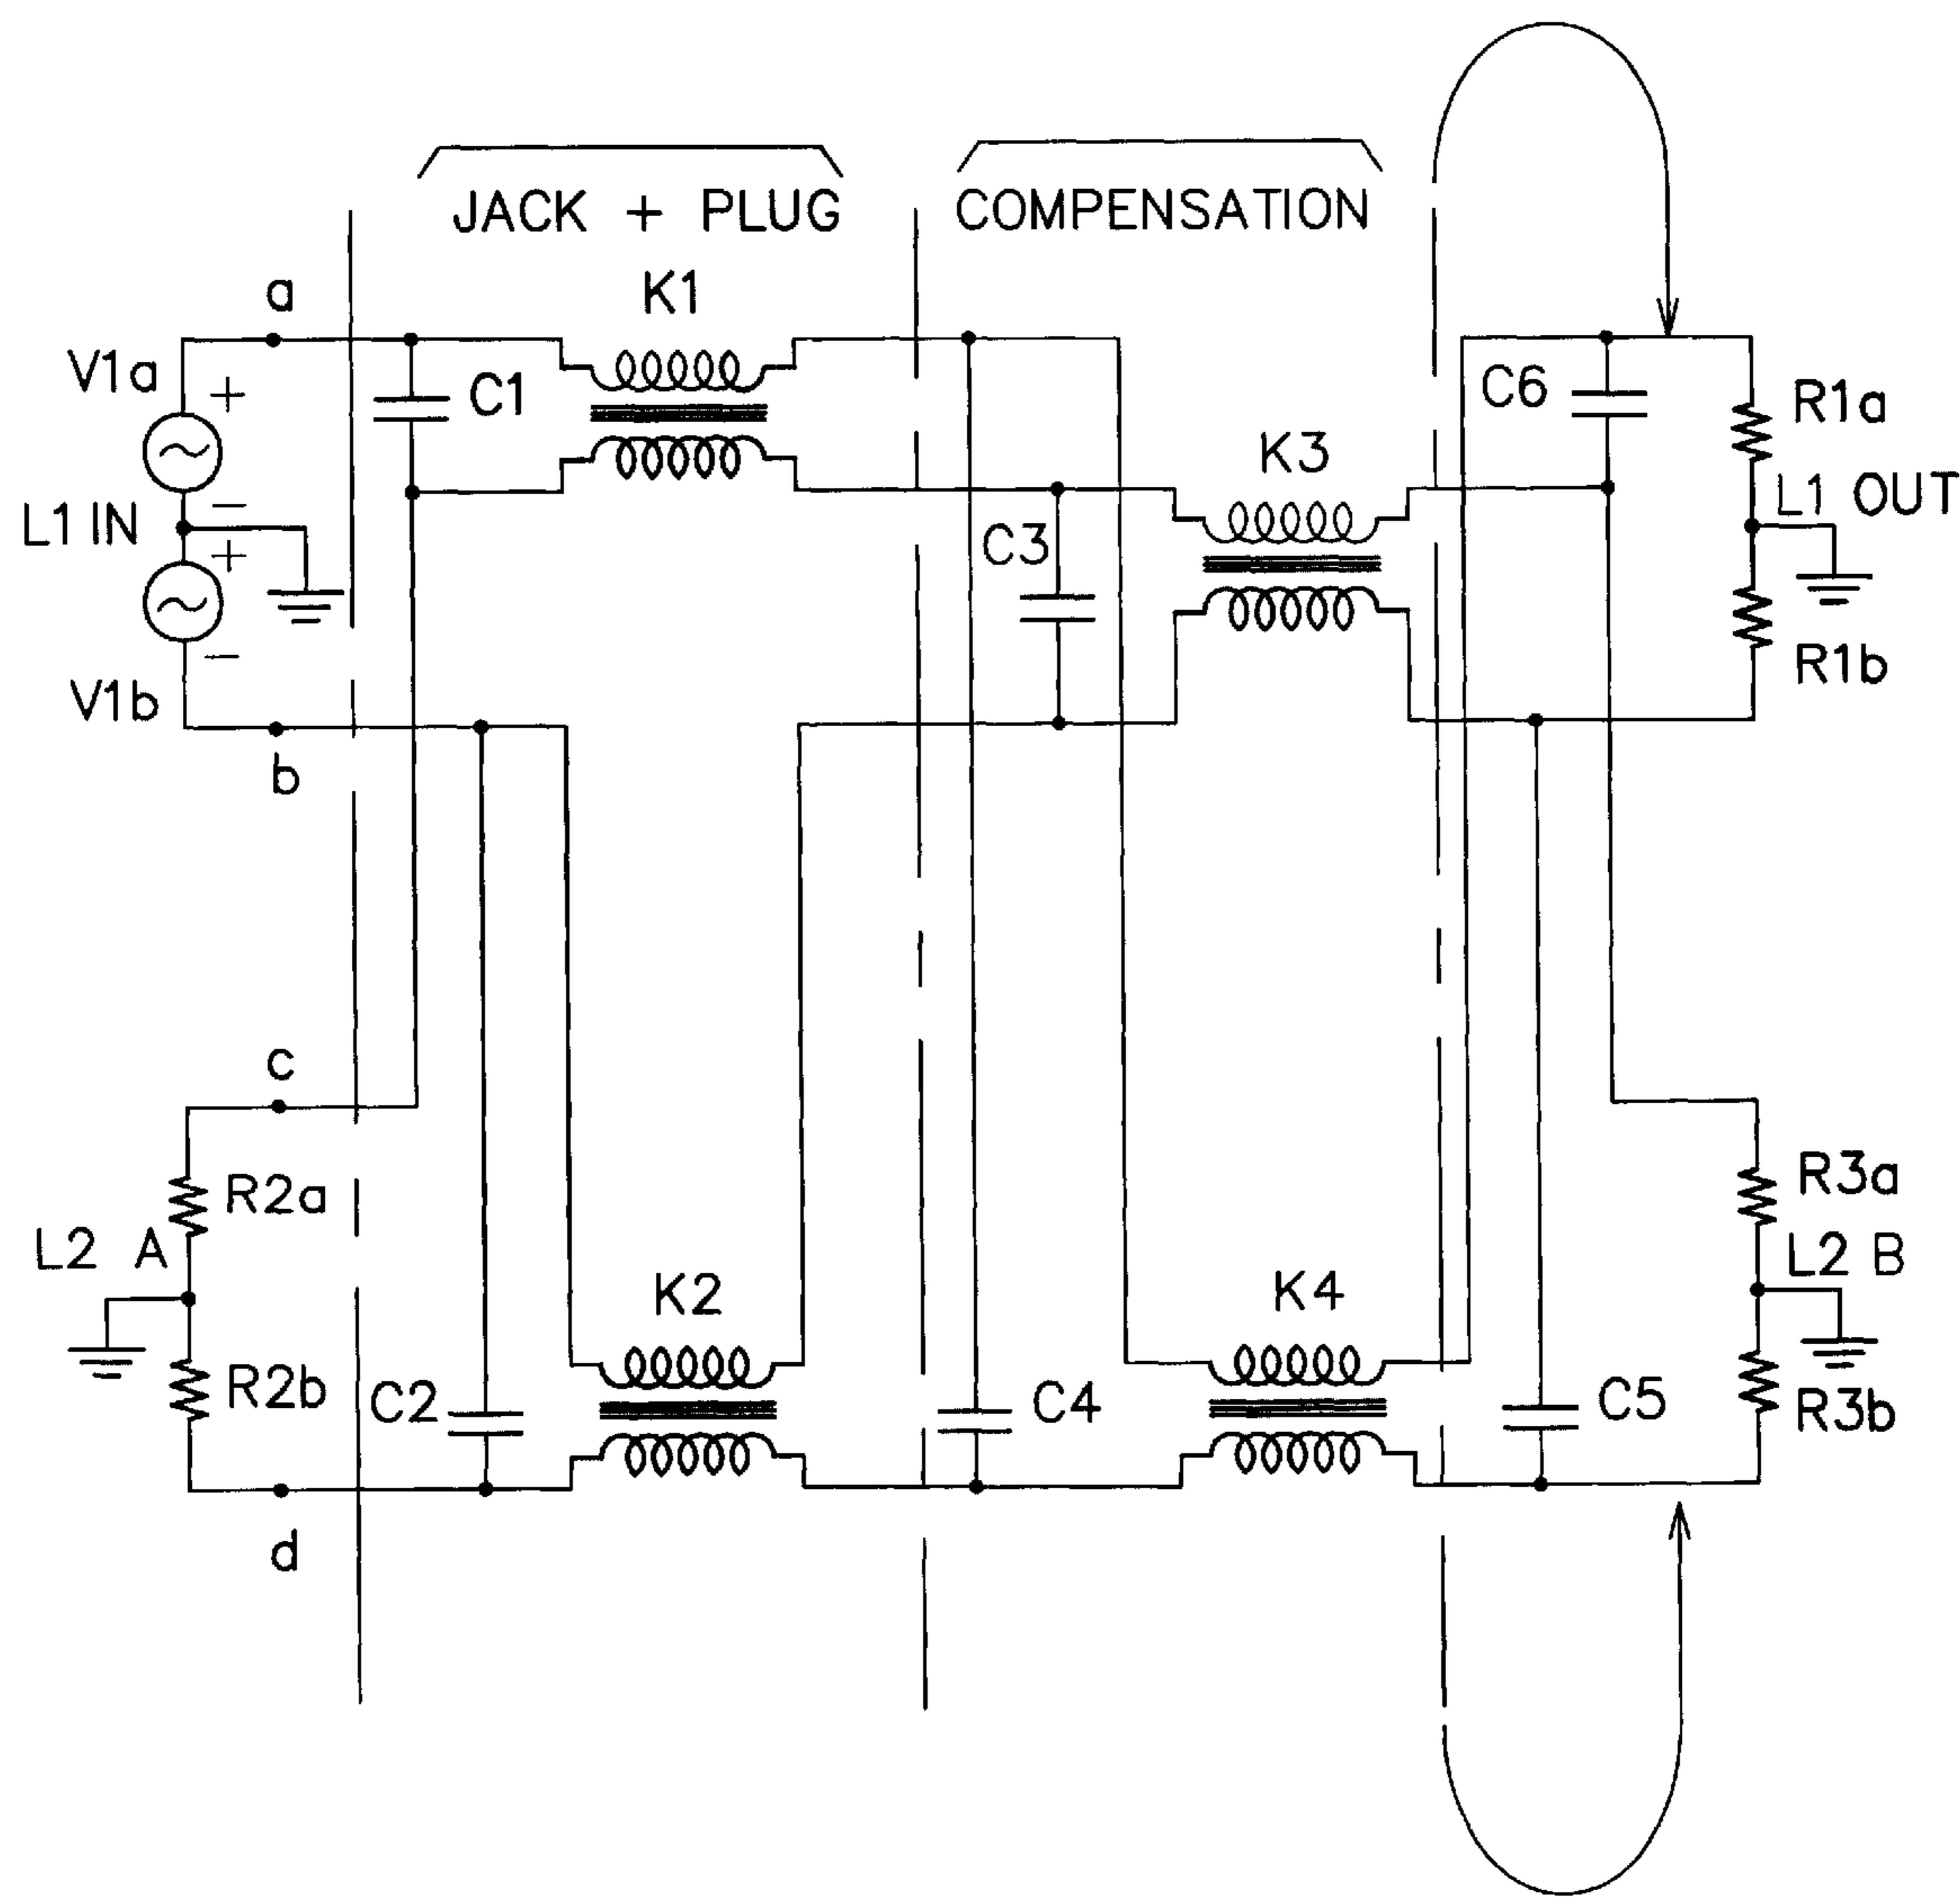 JACK + PLUG
COMPENSATION
K1
a
V1a
+
C1
C6
R1a
K3
−
L1 IN
+
C3
L1 OUT
−
V1b
R1b
b
c
R2a
R3a
L2 A
L2 B
K2
K4
R2b
C2
C4
C5
R3b
d